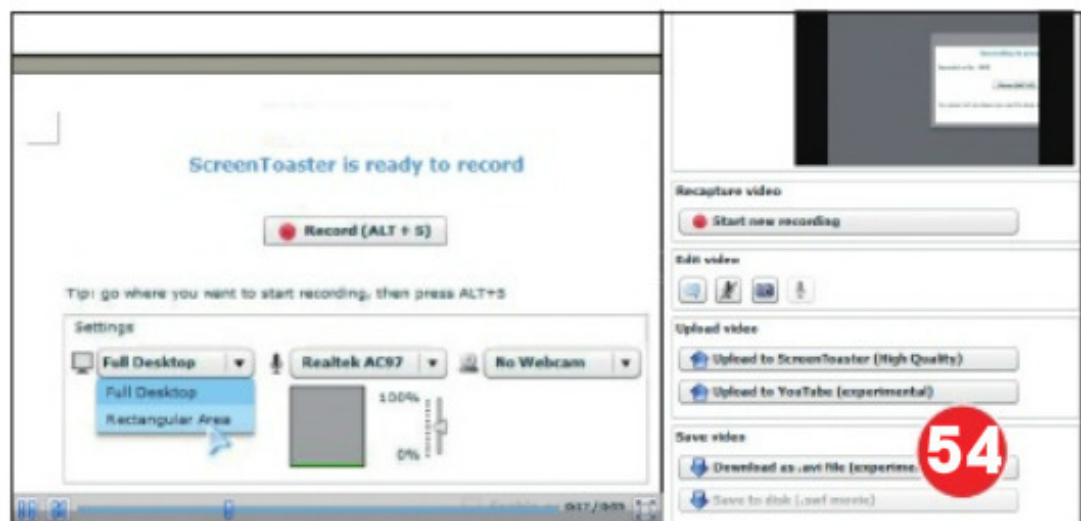 ScreenToaster is ready to record
Record (ALT + S)
Tip: go where you want to start recording, then press ALT+S
Settings
Full Desktop
Realtek AC97
No Webcam
Full Desktop
Rectangular Area
100%
0%
Recapture video
Start new recording
Edit video
Upload video
Upload to ScreenToaster (High Quality)
Upload to YouTube (experimental)
Save video
Download as .avi file
Save to disk (.swf movie)
54